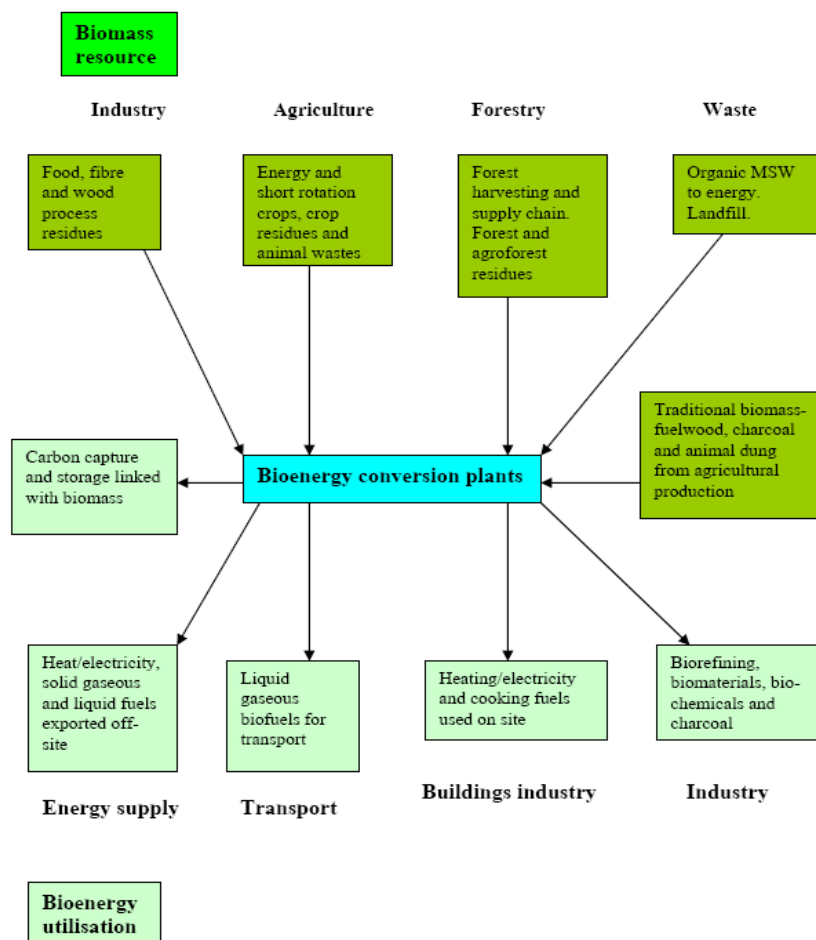 Biomass
resource
Industry
Agriculture
Forestry
Waste
Food, fibre
and wood
process
residues
Energy and
short rotation
crops, crop
residues and
animal wastes
Forest
harvesting and
supply chain.
Forest and
agroforest
residues
Organic MSW
to energy.
Landfill.
Carbon capture
and storage linked
with biomass
Bioenergy conversion plants
Traditional biomass-
fuelwood, charcoal
and animal dung
from agricultural
production
Heat/electricity,
solid gaseous
and liquid fuels
exported off-
site
Liquid
gaseous
biofuels for
transport
Heating/electricity
and cooking fuels
used on site
Biorefining,
biomaterials, bio-
chemicals and
charcoal
Energy supply
Transport
Buildings industry
Industry
Bioenergy
utilisation